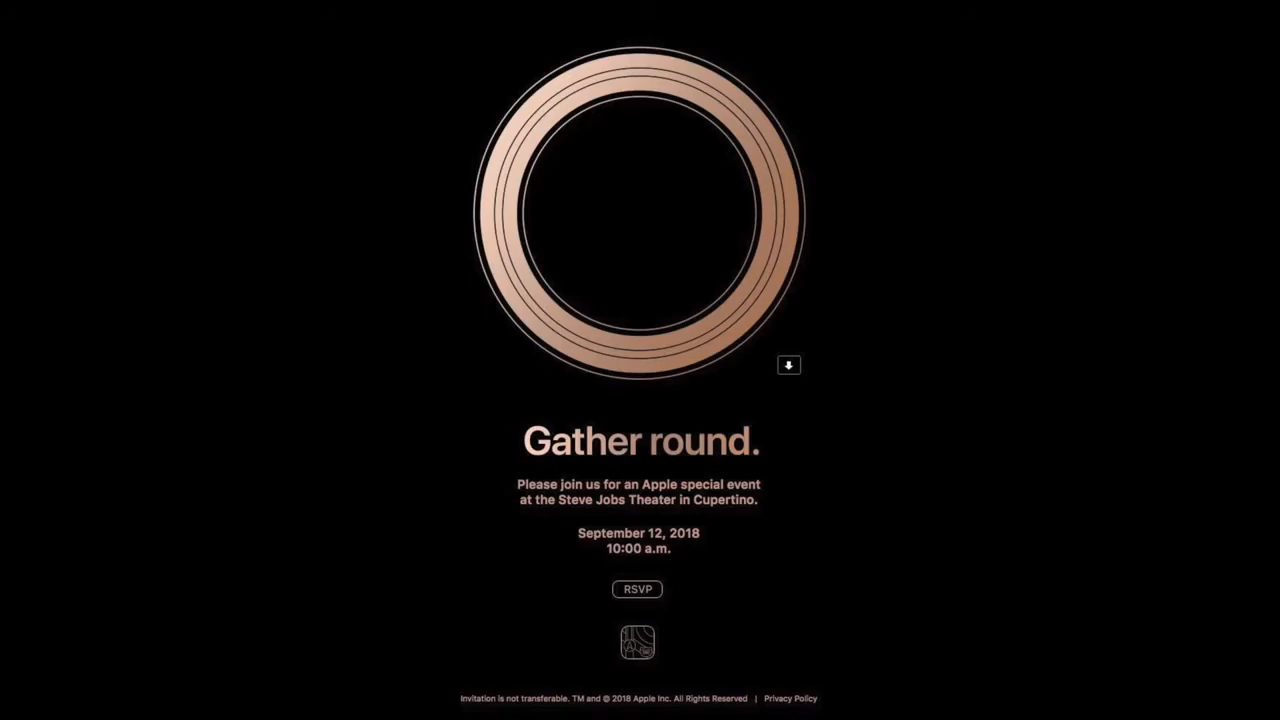 Gather round.
Please join us for an Apple special event
at the Steve Jobs Theater in Cupertino.
September 12, 2018
10:00 a.m.
RSVP
Invitation is not transferable. TM and © 2018 Apple Inc. All Rights Reserved | Privacy Policy